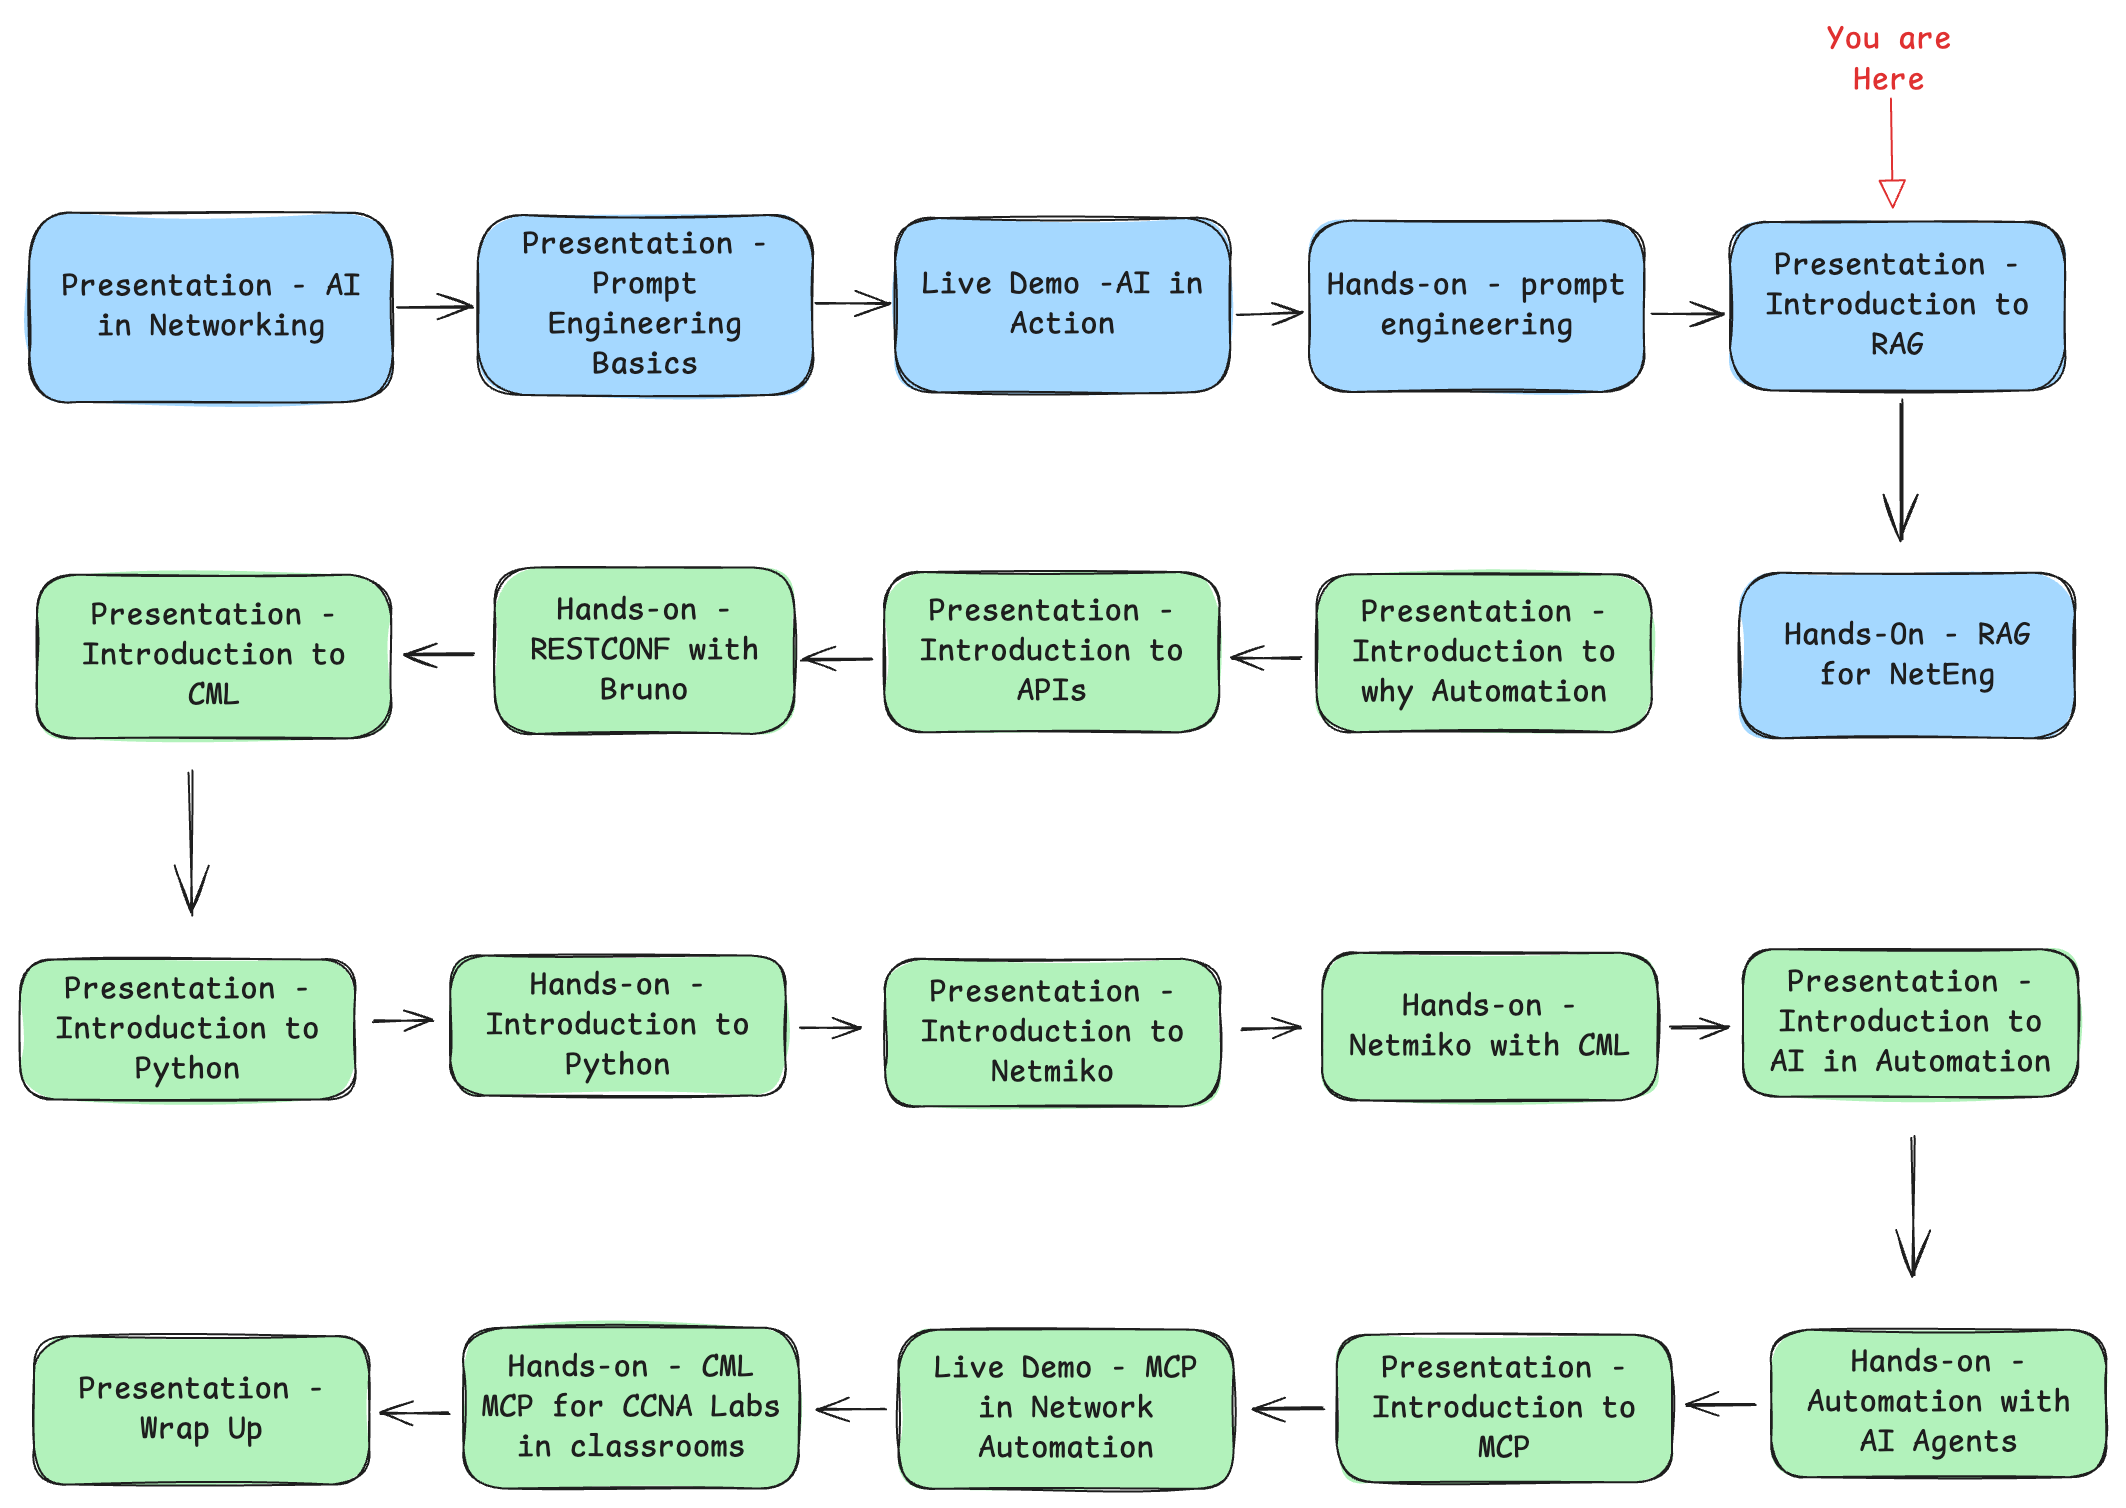 You are
Here
Presentation - AI
in Networking
Presentation -
Prompt
Engineering
Basics
Live Demo -AI in
Action
Hands-on - prompt
engineering
Presentation -
Introduction to
RAG
Hands-On - RAG
for NetEng
Presentation -
Introduction to
why Automation
Presentation -
Introduction to
APIs
Hands-on -
RESTCONF with
Bruno
Presentation -
Introduction to
CML
Presentation -
Introduction to
Python
Hands-on -
Introduction to
Python
Presentation -
Introduction to
Netmiko
Hands-on -
Netmiko with CML
Presentation -
Introduction to
AI in Automation
Hands-on -
Automation with
AI Agents
Presentation -
Introduction to
MCP
Live Demo - MCP
in Network
Automation
Hands-on - CML
MCP for CCNA Labs
in classrooms
Presentation -
Wrap Up